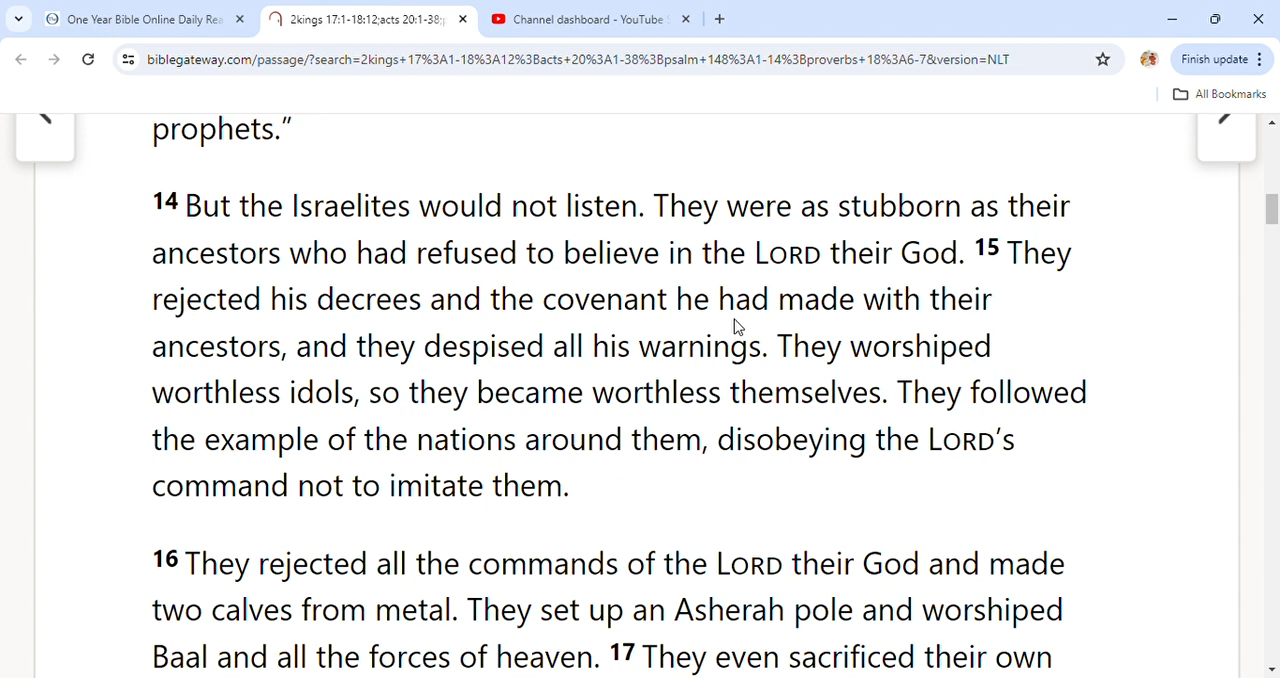 One Year Bible Online Daily Rea
2kings 17:1-18:12;acts 20:1-38;p
Channel dashboard - YouTube S
biblegateway.com/passage/?search=2kings+17%3A1-18%3A12%3Bacts+20%3A1-38%3Bpsalm+148%3A1-14%3Bproverbs+18%3A6-7&version=NLT
Finish update
All Bookmarks
prophets.”
14 But the Israelites would not listen. They were as stubborn as their
ancestors who had refused to believe in the LORD their God. 15 They
rejected his decrees and the covenant he had made with their
ancestors, and they despised all his warnings. They worshiped
worthless idols, so they became worthless themselves. They followed
the example of the nations around them, disobeying the LORD’s
command not to imitate them.
16 They rejected all the commands of the LORD their God and made
two calves from metal. They set up an Asherah pole and worshiped
Baal and all the forces of heaven. 17 They even sacrificed their own